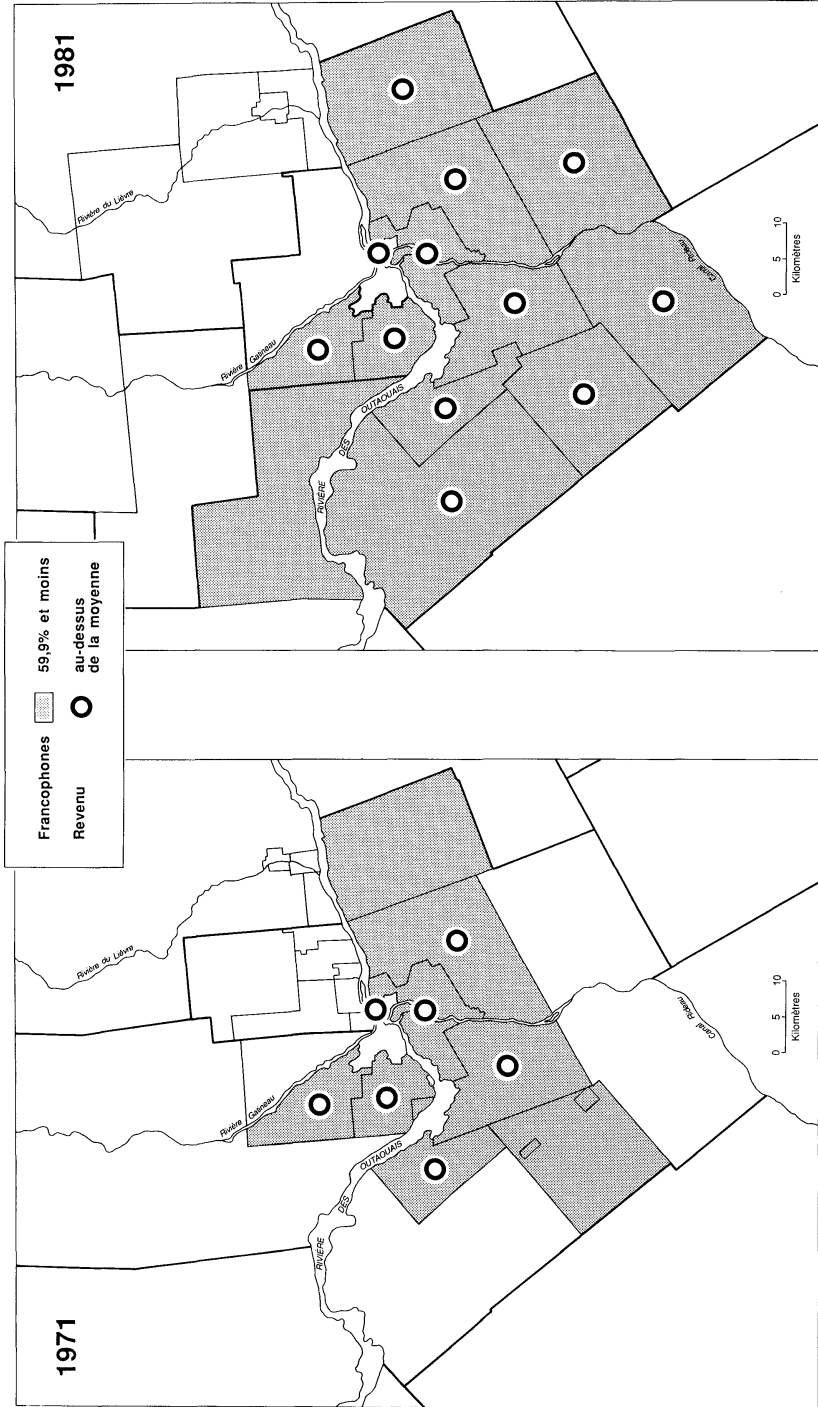 Francophones 59,9% et moins
Revenu au-dessus
de la moyenne
1971
Rivière du Lièvre
Rivière Gatineau
RIVIÈRE
DES
OUTAOUAIS
Canal Rideau
0 5 10
Kilomètres
1981
Rivière du Lièvre
Rivière Gatineau
RIVIÈRE
DES
OUTAOUAIS
Canal Rideau
0 5 10
Kilomètres